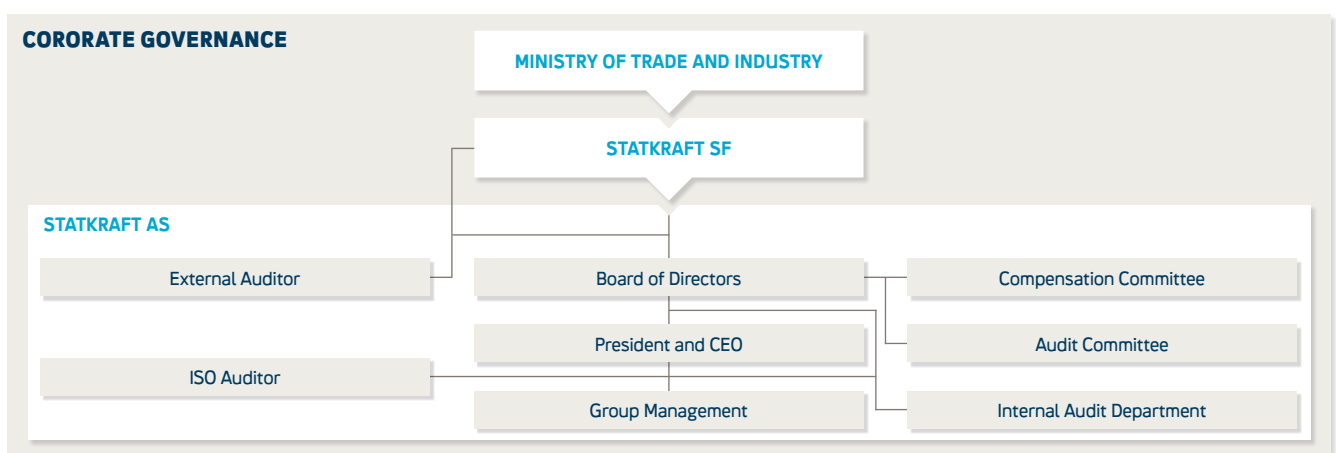 CORORATE GOVERNANCE
MINISTRY OF TRADE AND INDUSTRY
STATKRAFT SF
STATKRAFT AS
External Auditor
Board of Directors
Compensation Committee
President and CEO
Audit Committee
ISO Auditor
Group Management
Internal Audit Department